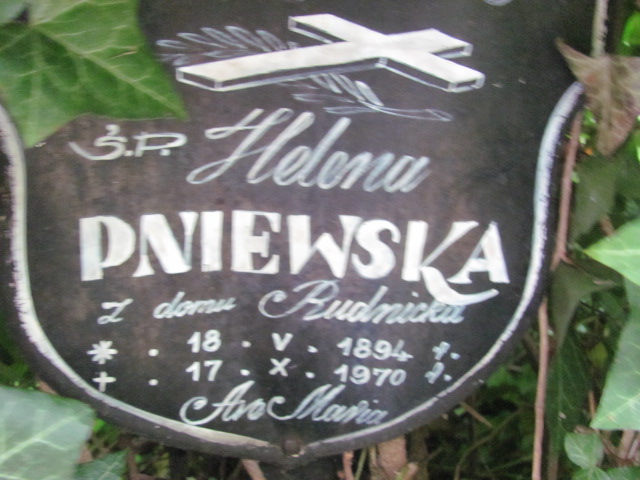 Ś.P. Helena
PNIEWSKA
z domu Rudnicka
* . 18 . V . 1894 r.
+ . 17 . X . 1970 r.
Ave Maria